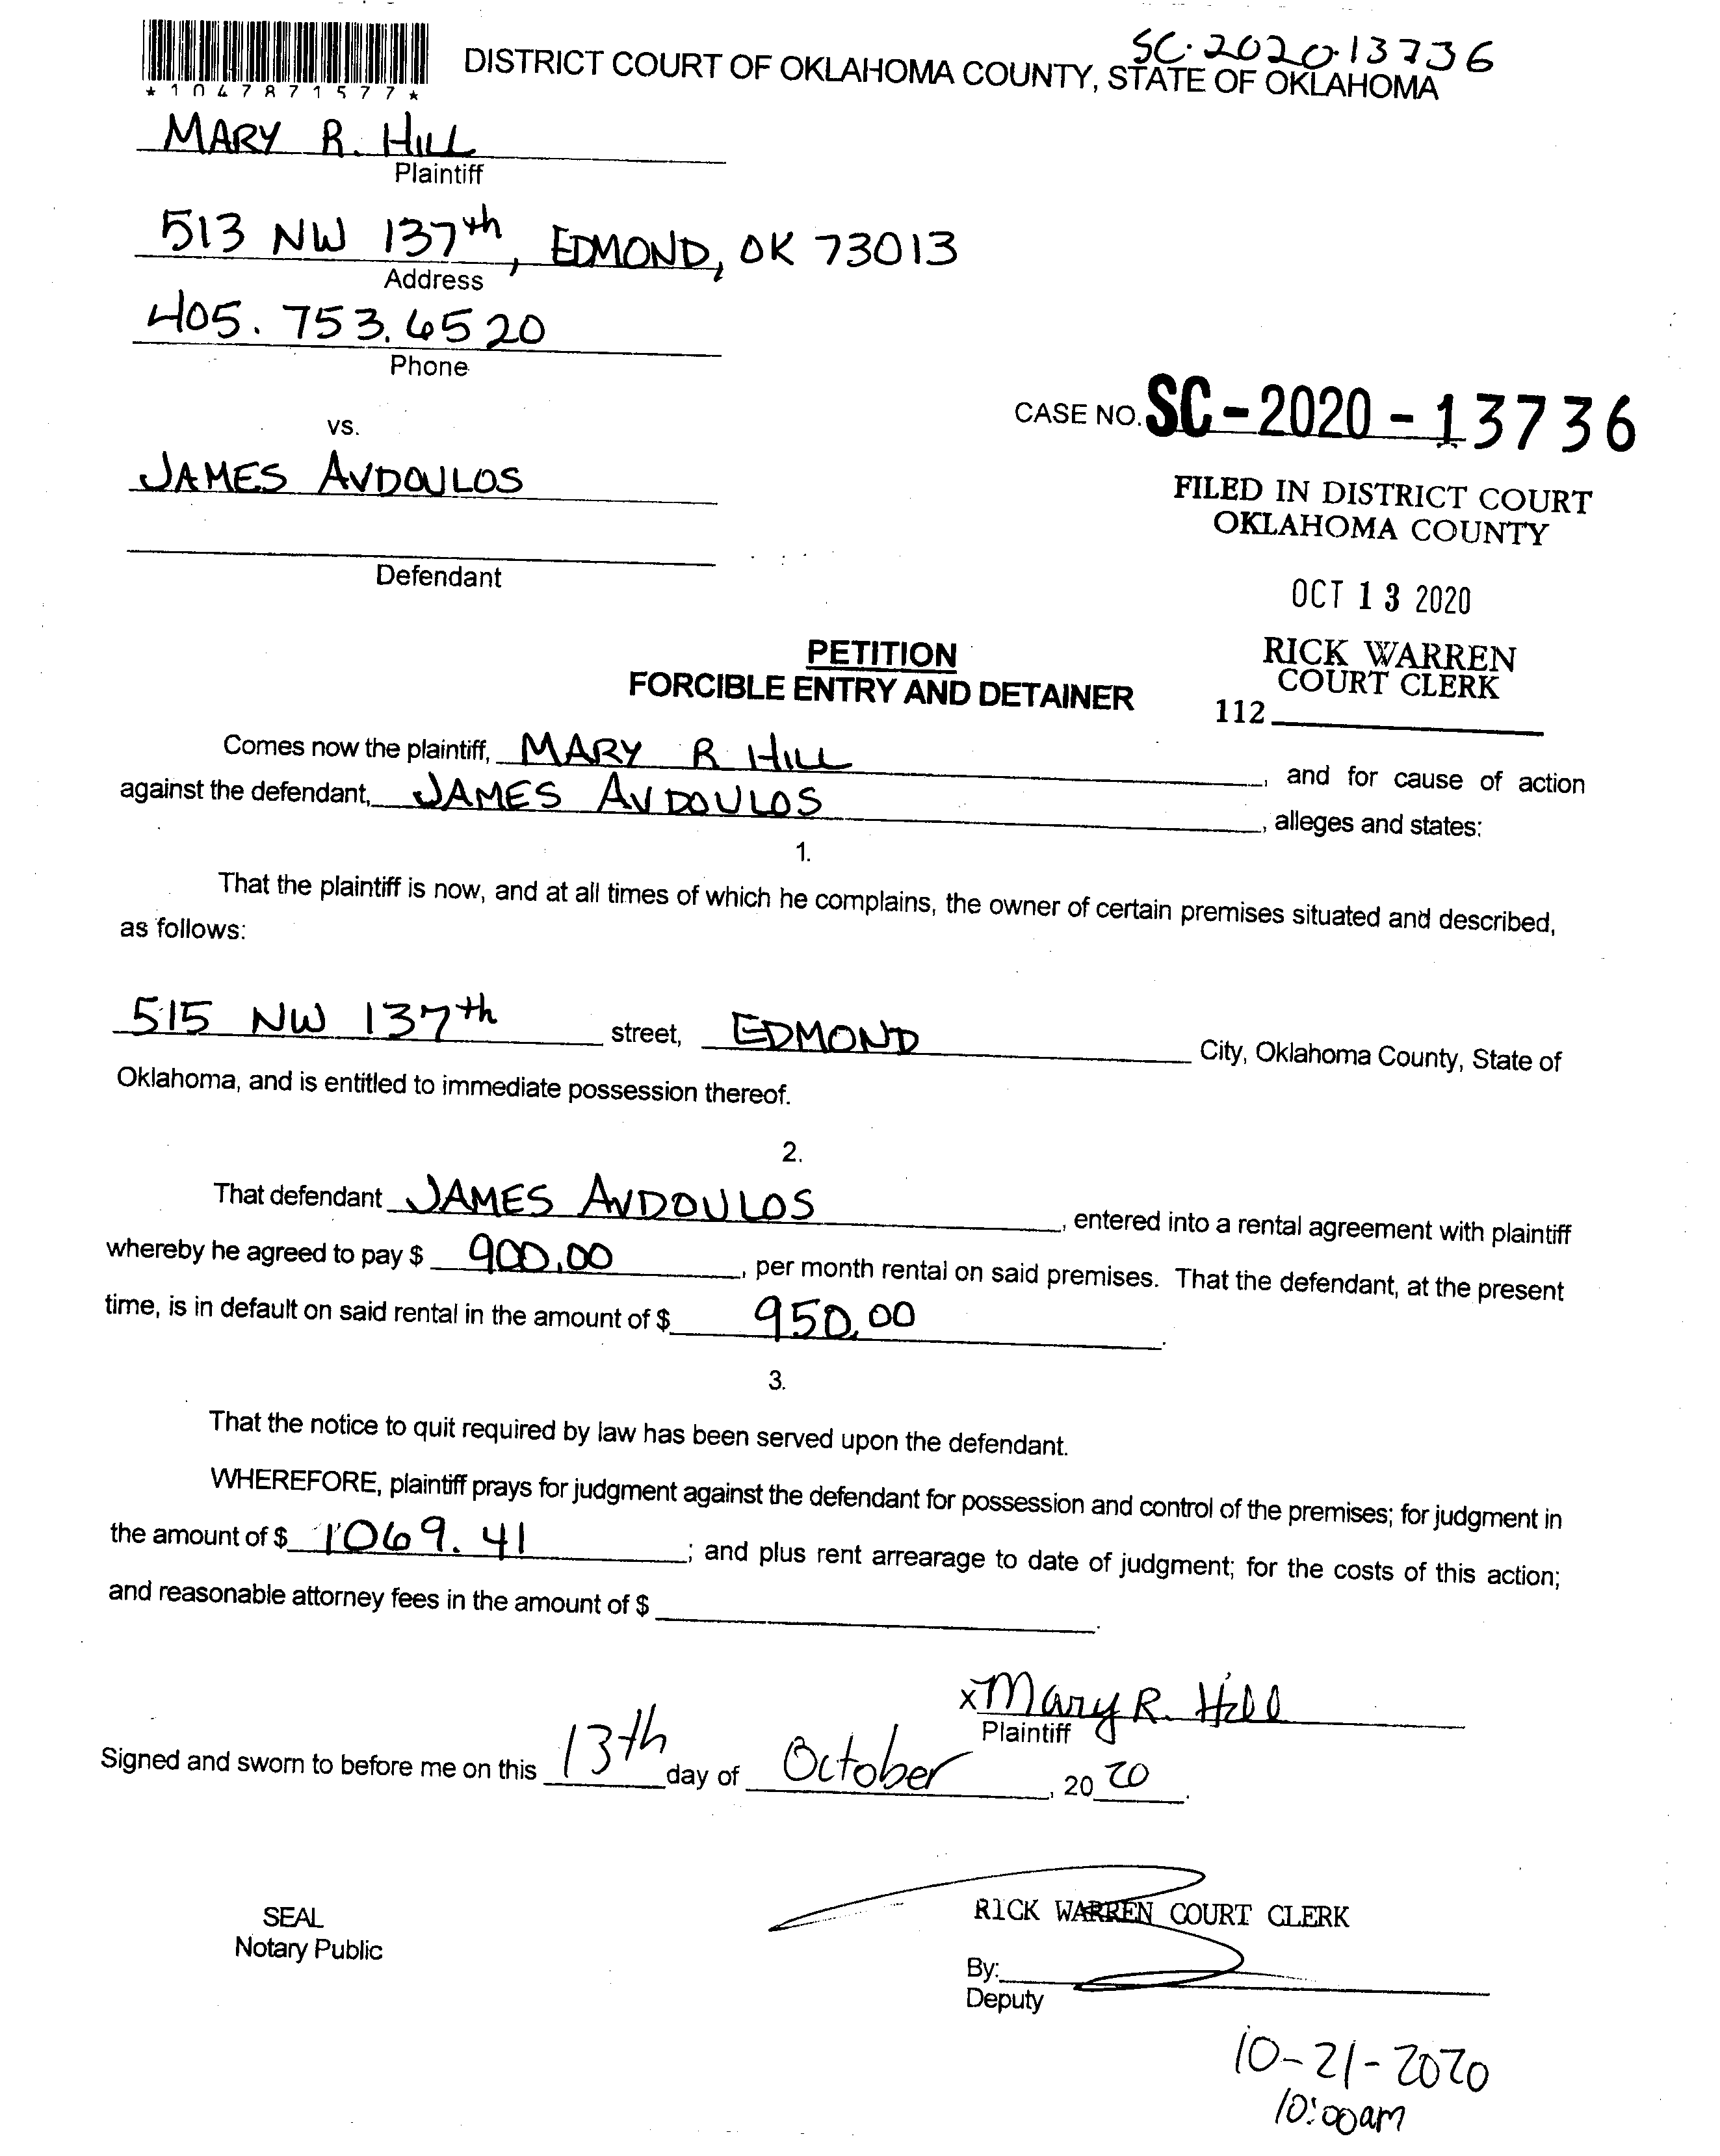 SC-2020-13736
DISTRICT COURT OF OKLAHOMA COUNTY, STATE OF OKLAHOMA
*1047871577*
MARY R. HILL
Plaintiff
513 NW 137th, EDMOND, OK 73013
Address
405.753.6520
Phone
CASE NO. SC-2020-13736
vs.
JAMES AVDOULOS
FILED IN DISTRICT COURT
OKLAHOMA COUNTY
Defendant
OCT 13 2020
PETITION
FORCIBLE ENTRY AND DETAINER
RICK WARREN
COURT CLERK
112
Comes now the plaintiff, MARY R HILL, and for cause of action
against the defendant, JAMES AVDOULOS, alleges and states:
1.
That the plaintiff is now, and at all times of which he complains, the owner of certain premises situated and described,
as follows:
515 NW 137th street, EDMOND City, Oklahoma County, State of
Oklahoma, and is entitled to immediate possession thereof.
2.
That defendant JAMES AVDOULOS, entered into a rental agreement with plaintiff
whereby he agreed to pay $ 900.00, per month rental on said premises. That the defendant, at the present
time, is in default on said rental in the amount of $ 950.00.
3.
That the notice to quit required by law has been served upon the defendant.
WHEREFORE, plaintiff prays for judgment against the defendant for possession and control of the premises; for judgment in
the amount of $ 1069.41; and plus rent arrearage to date of judgment; for the costs of this action;
and reasonable attorney fees in the amount of $ .
x Mary R. Hill
Plaintiff
Signed and sworn to before me on this 13th day of October, 2020.
SEAL
Notary Public
RICK WARREN COURT CLERK
By:
Deputy
10-21-2020
10:00am